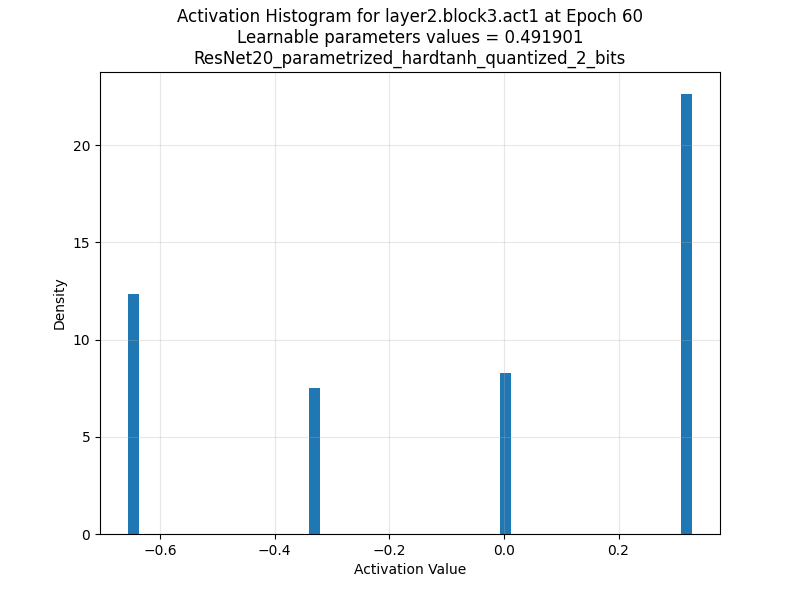 Activation Histogram for layer2.block3.act1 at Epoch 60
Learnable parameters values = 0.491901
ResNet20_parametrized_hardtanh_quantized_2_bits
20
15
10
5
0
Density
−0.6 −0.4 −0.2 0.0 0.2
Activation Value